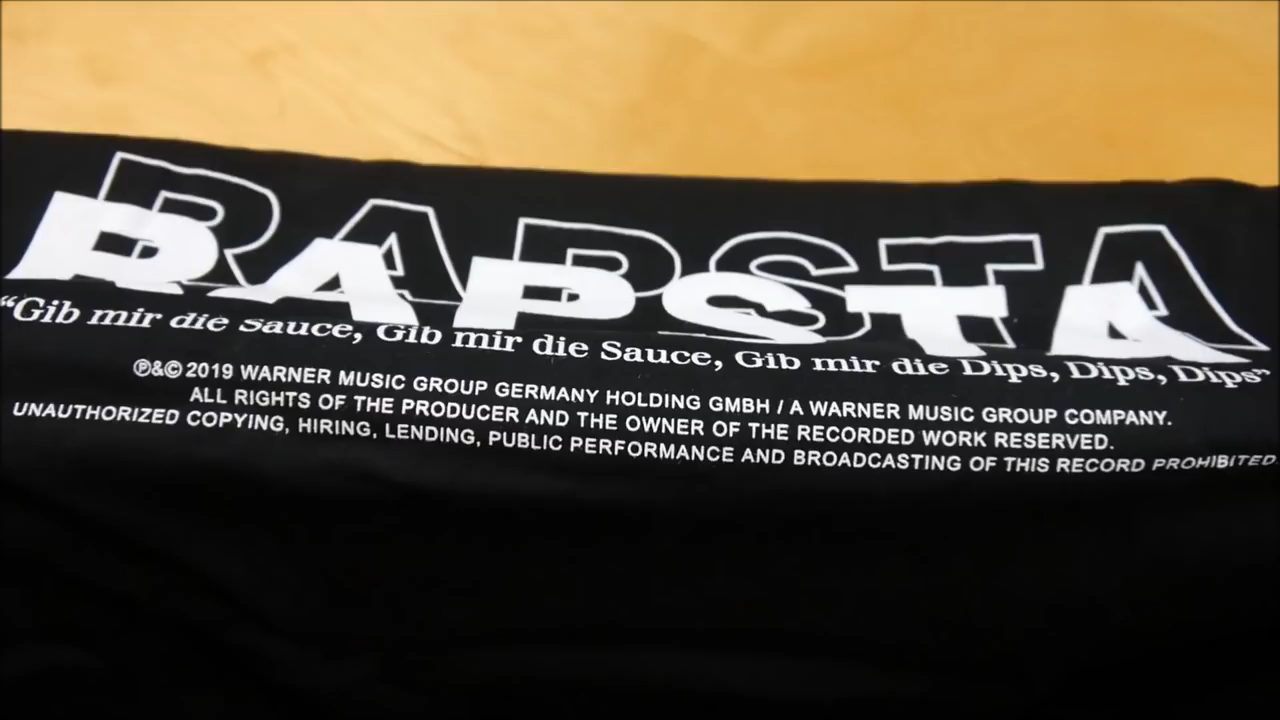 RAPSTA
RAPSTA
“Gib mir die Sauce, Gib mir die Sauce, Gib mir die Dips, Dips, Dips”
℗&© 2019 WARNER MUSIC GROUP GERMANY HOLDING GMBH / A WARNER MUSIC GROUP COMPANY.
ALL RIGHTS OF THE PRODUCER AND THE OWNER OF THE RECORDED WORK RESERVED.
UNAUTHORIZED COPYING, HIRING, LENDING, PUBLIC PERFORMANCE AND BROADCASTING OF THIS RECORD PROHIBITED